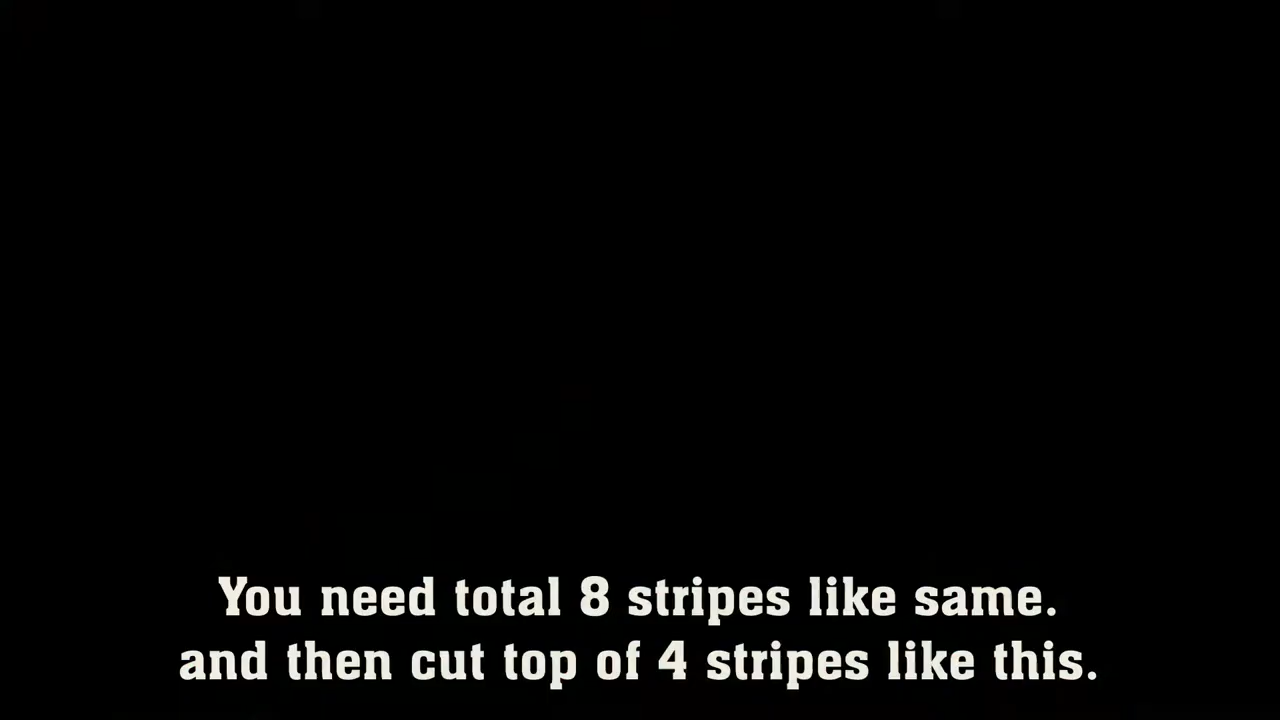 You need total 8 stripes like same.
and then cut top of 4 stripes like this.